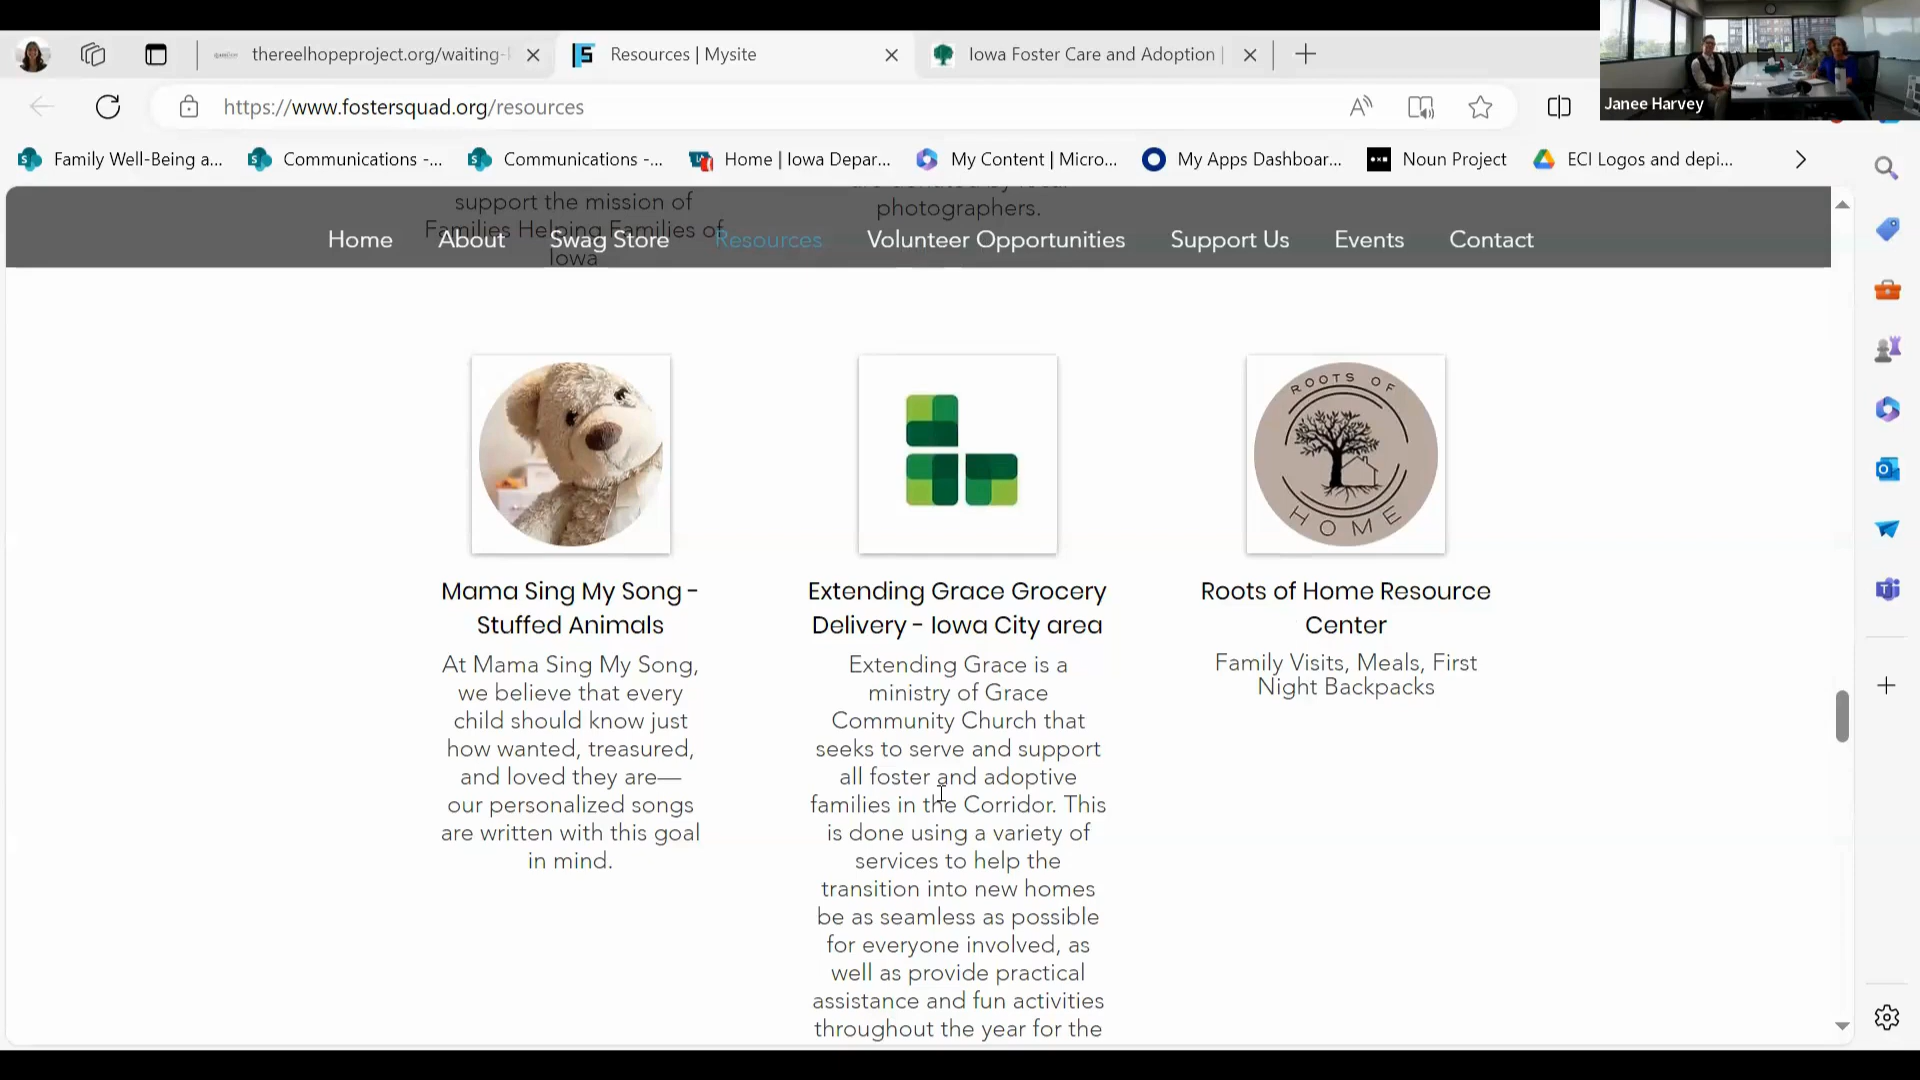 thereelhopeproject.org/waiting-
Resources | Mysite
Iowa Foster Care and Adoption |
Janee Harvey
https://www.fostersquad.org/resources
Family Well-Being a...
Communications -...
Communications -...
Home | Iowa Depar...
My Content | Micro...
My Apps Dashboar...
Noun Project
ECI Logos and depi...
support the mission of
Families Helping Families of
Iowa
photographers.
Home
About
Swag Store
Resources
Volunteer Opportunities
Support Us
Events
Contact
ROOTS OF
HOME
Mama Sing My Song -
Stuffed Animals
At Mama Sing My Song,
we believe that every
child should know just
how wanted, treasured,
and loved they are—
our personalized songs
are written with this goal
in mind.
Extending Grace Grocery
Delivery - Iowa City area
Extending Grace is a
ministry of Grace
Community Church that
seeks to serve and support
all foster and adoptive
families in the Corridor. This
is done using a variety of
services to help the
transition into new homes
be as seamless as possible
for everyone involved, as
well as provide practical
assistance and fun activities
throughout the year for the
Roots of Home Resource
Center
Family Visits, Meals, First
Night Backpacks